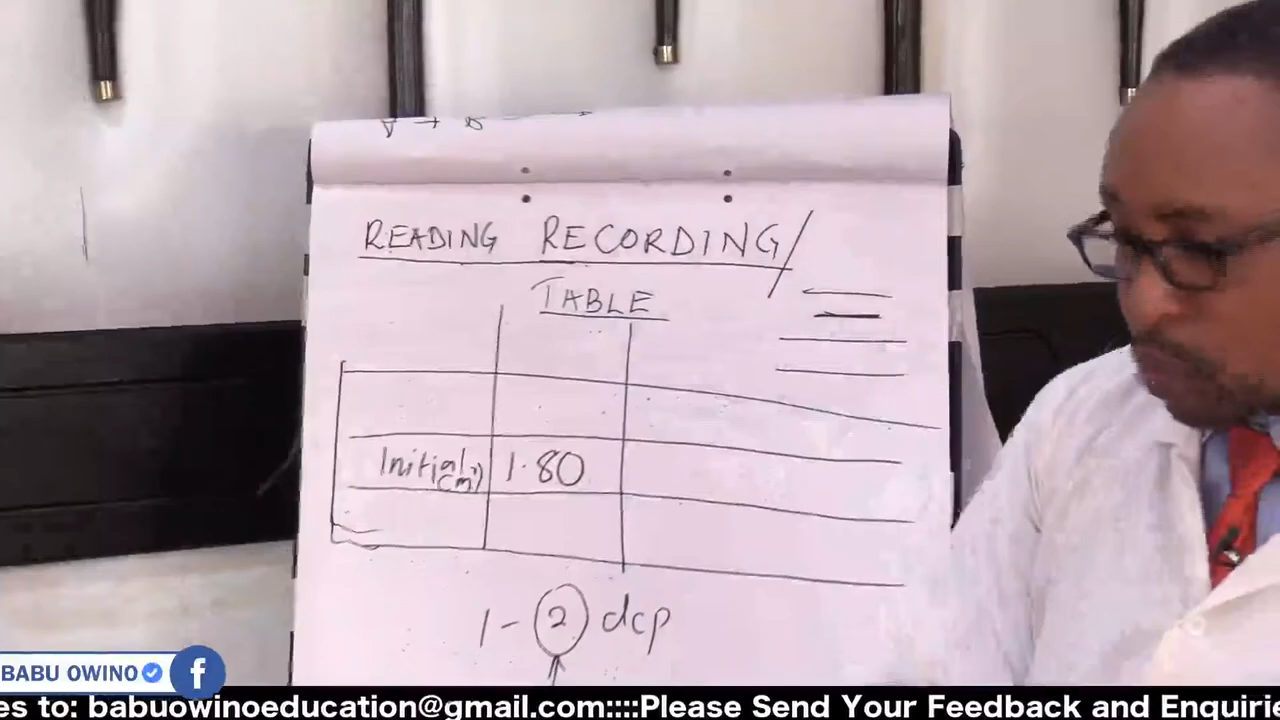 READING RECORDING/
TABLE
Initial 1.80
(cm³)
1-2 dcp
BABU OWINO f
es to: babuowinoeducation@gmail.com::::Please Send Your Feedback and Enquirie